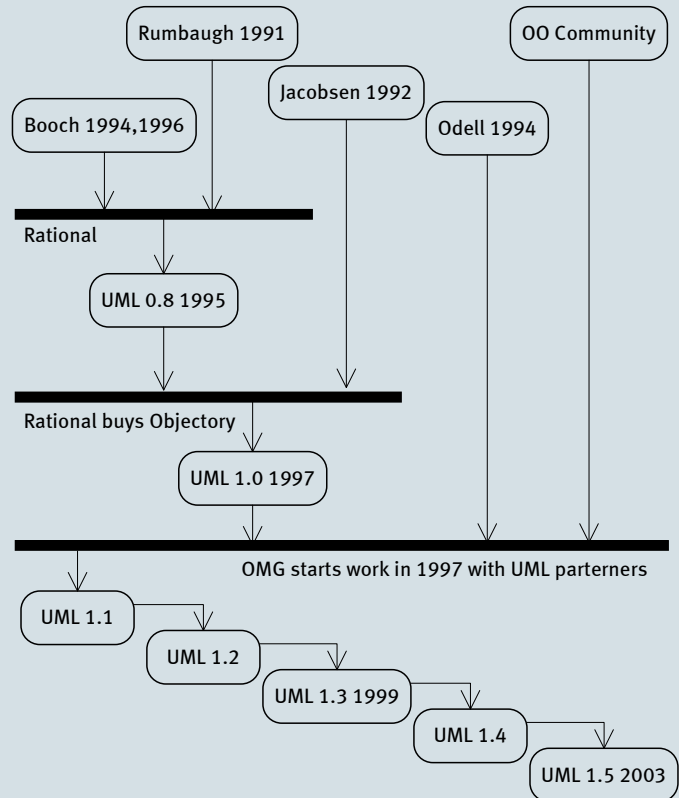 Rumbaugh 1991
OO Community
Jacobsen 1992
Booch 1994,1996
Odell 1994
Rational
UML 0.8 1995
Rational buys Objectory
UML 1.0 1997
OMG starts work in 1997 with UML parterners
UML 1.1
UML 1.2
UML 1.3 1999
UML 1.4
UML 1.5 2003